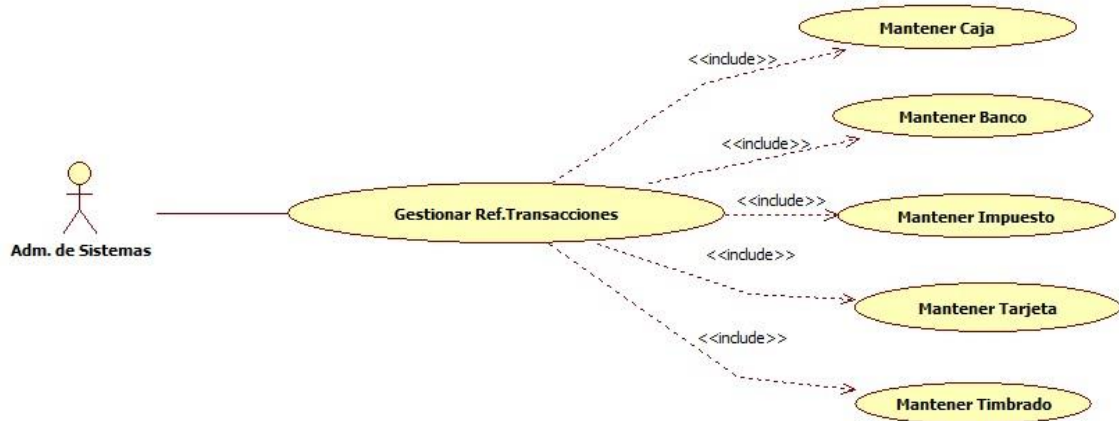 Mantener Caja
<<include>>
Mantener Banco
<<include>>
Gestionar Ref.Transacciones
<<include>>
Mantener Impuesto
Adm. de Sistemas
<<include>>
Mantener Tarjeta
<<include>>
Mantener Timbrado